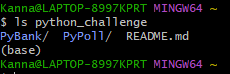 Kanna@LAPTOP-8997KPRT MINGW64 ~
$ ls python_challenge
PyBank/ PyPoll/ README.md
(base)
Kanna@LAPTOP-8997KPRT MINGW64 ~